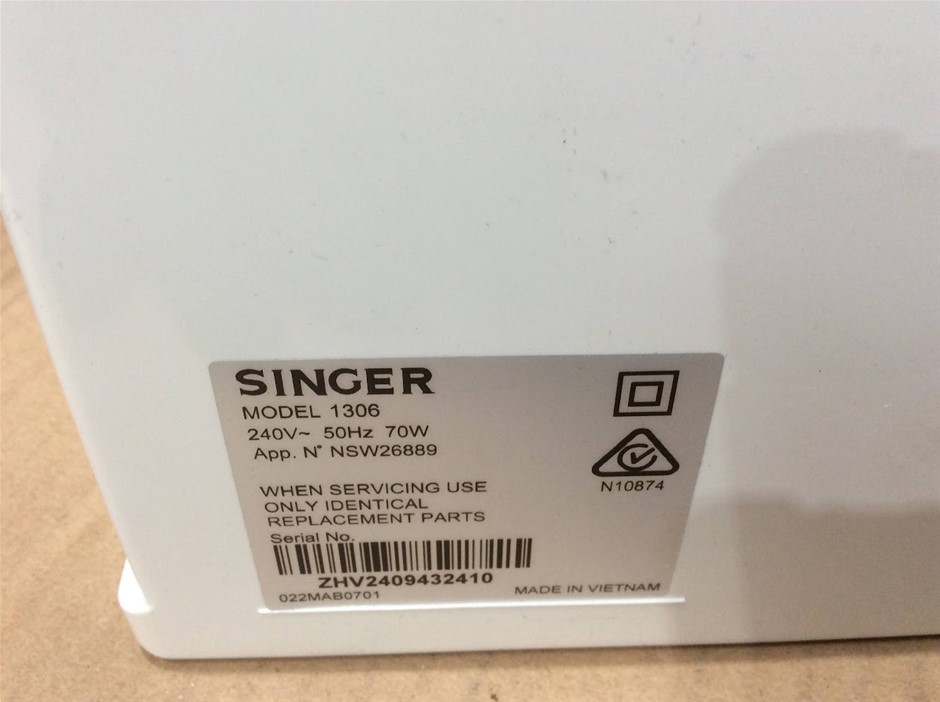 SINGER
MODEL 1306
240V~ 50Hz 70W
App. N° NSW26889
N10874
WHEN SERVICING USE
ONLY IDENTICAL
REPLACEMENT PARTS
Serial No.
ZHV2409432410
022MAB0701
MADE IN VIETNAM